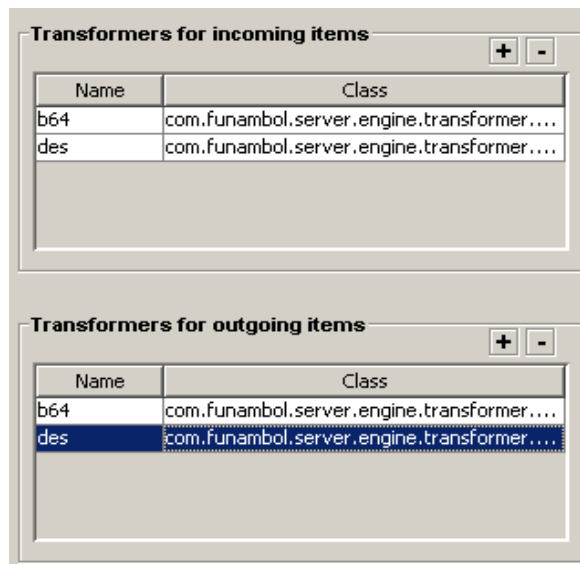 Transformers for incoming items
+ -
Name Class
b64 com.funambol.server.engine.transformer....
des com.funambol.server.engine.transformer....
Transformers for outgoing items
+ -
Name Class
b64 com.funambol.server.engine.transformer....
des com.funambol.server.engine.transformer....